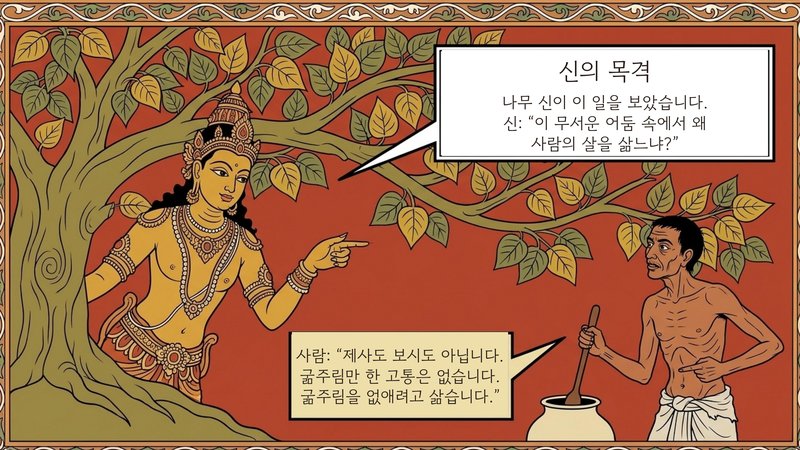 신의 목격
나무 신이 이 일을 보았습니다.
신: “이 무서운 어둠 속에서 왜
사람의 살을 삶느냐?”
사람: “제사도 보시도 아닙니다.
굶주림만 한 고통은 없습니다.
굶주림을 없애려고 삶습니다.”